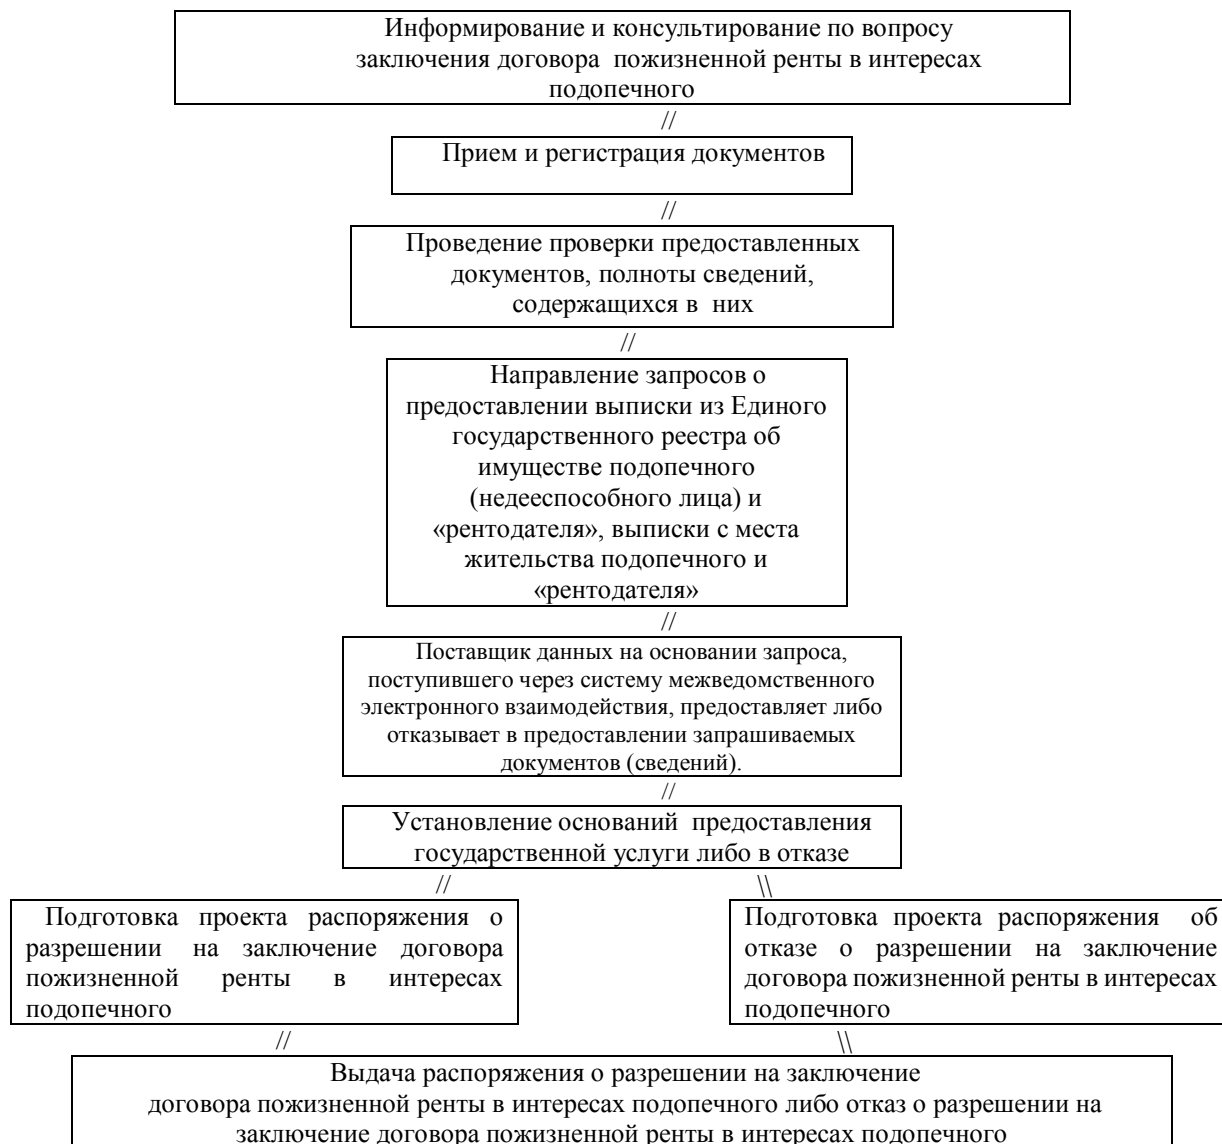 Информирование и консультирование по вопросу
заключения договора пожизненной ренты в интересах
подопечного
//
Прием и регистрация документов
//
Проведение проверки предоставленных
документов, полноты сведений,
содержащихся в них
//
Направление запросов о
предоставлении выписки из Единого
государственного реестра об
имуществе подопечного
(недееспособного лица) и
«рентодателя», выписки с места
жительства подопечного и
«рентодателя»
//
Поставщик данных на основании запроса,
поступившего через систему межведомственного
электронного взаимодействия, предоставляет либо
отказывает в предоставлении запрашиваемых
документов (сведений).
//
Установление оснований предоставления
государственной услуги либо в отказе
// \\
Подготовка проекта распоряжения о
разрешении на заключение договора
пожизненной ренты в интересах
подопечного
Подготовка проекта распоряжения об
отказе о разрешении на заключение
договора пожизненной ренты в интересах
подопечного
// \\
Выдача распоряжения о разрешении на заключение
договора пожизненной ренты в интересах подопечного либо отказ о разрешении на
заключение договора пожизненной ренты в интересах подопечного